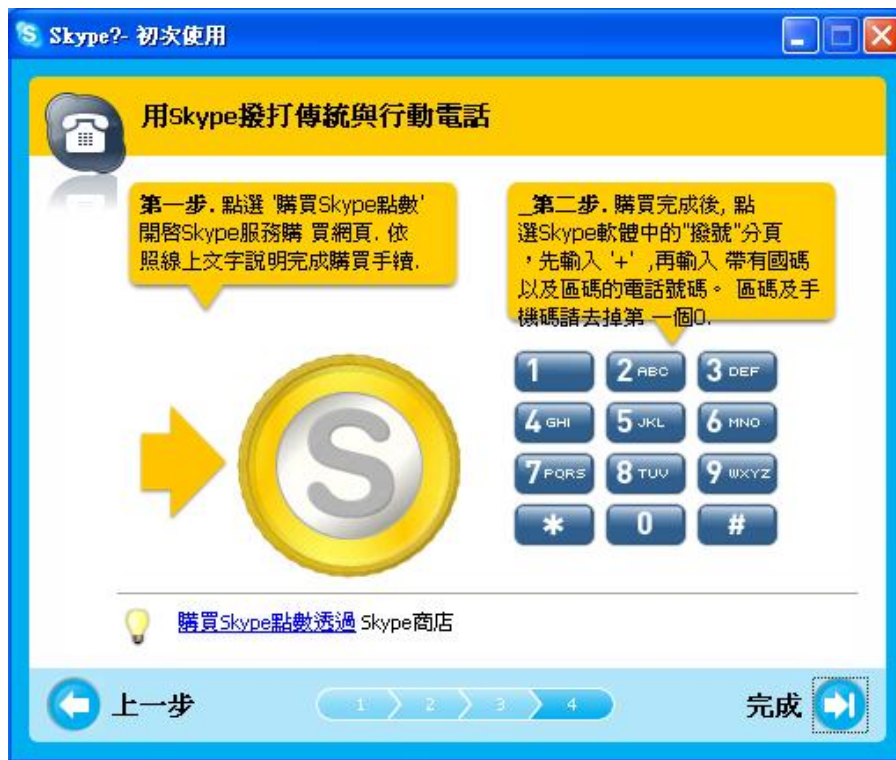 Skype?- 初次使用
用Skype撥打傳統與行動電話
第一步. 點選 '購買Skype點數'
開啓Skype服務購 買網頁. 依
照線上文字說明完成購買手續.
_第二步. 購買完成後, 點
選Skype軟體中的"撥號"分頁
，先輸入 '+' ,再輸入 帶有國碼
以及區碼的電話號碼。 區碼及手
機碼請去掉第 一個0.
S
1 2 ABC 3 DEF
4 GHI 5 JKL 6 MNO
7 PQRS 8 TUV 9 WXYZ
* 0 #
購買Skype點數透過 Skype商店
上一步 1 2 3 4 完成